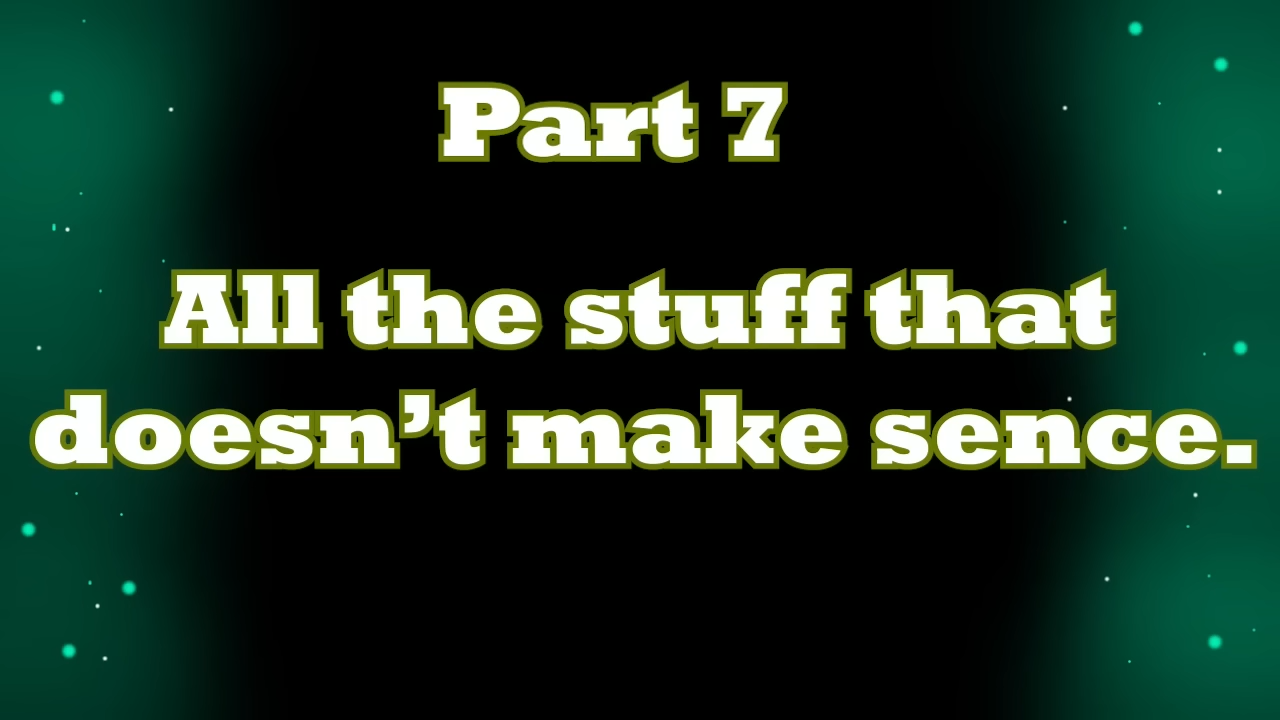 Part 7
All the stuff that
doesn’t make sence.